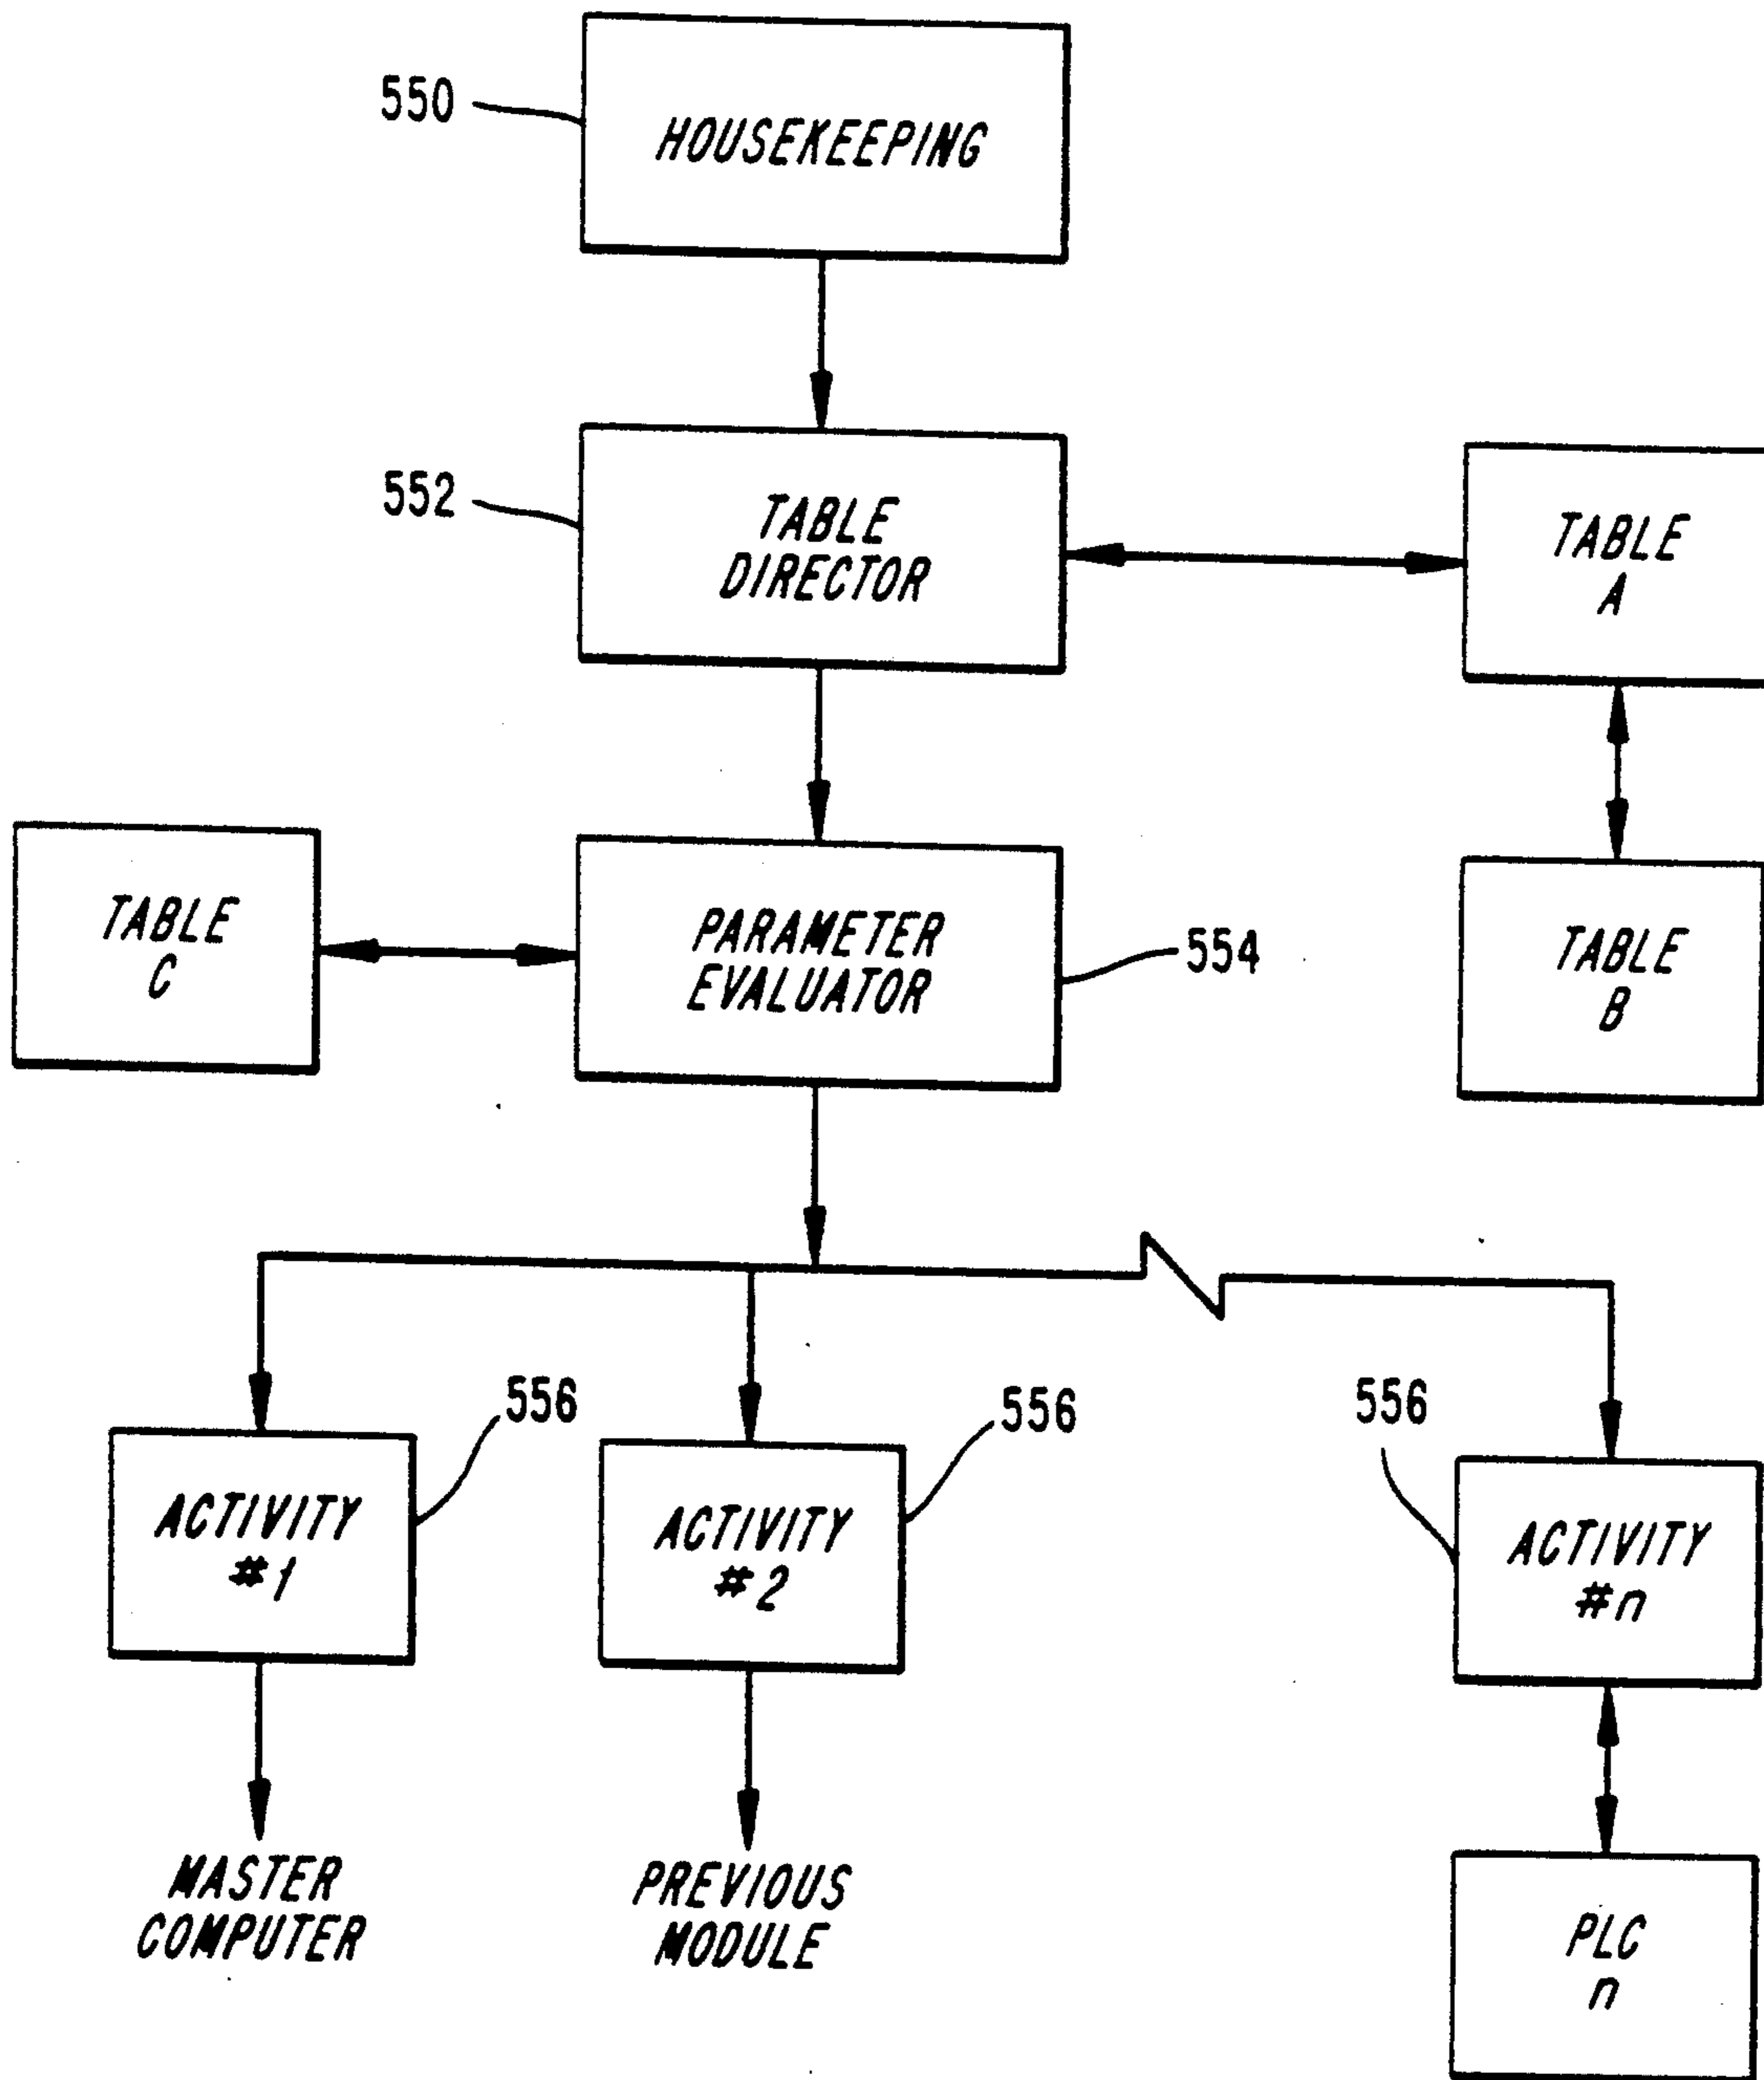 550
HOUSEKEEPING
552
TABLE
DIRECTOR
TABLE
A
TABLE
C
PARAMETER
EVALUATOR
554
TABLE
B
556
556
556
ACTIVITY
#1
ACTIVITY
#2
ACTIVITY
#n
MASTER
COMPUTER
PREVIOUS
MODULE
PLC
n